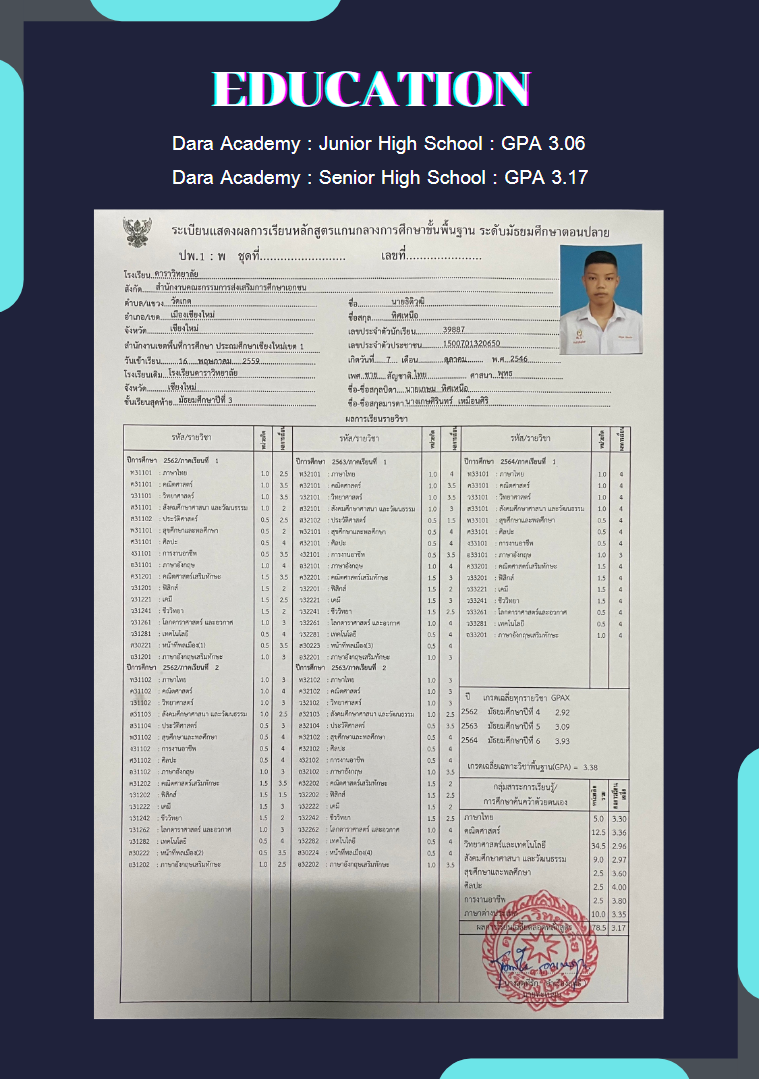 EDUCATION
Dara Academy : Junior High School : GPA 3.06
Dara Academy : Senior High School : GPA 3.17
ระเบียนแสดงผลการเรียนหลักสูตรแกนกลางการศึกษาขั้นพื้นฐาน ระดับมัธยมศึกษาตอนปลาย
ปพ.1 : พ ชุดที่........................ เลขที่.....................
โรงเรียน ดาราวิทยาลัย
สังกัด สำนักงานคณะกรรมการส่งเสริมการศึกษาเอกชน
ตำบล/แขวง วัดเกต
อำเภอ/เขต เมืองเชียงใหม่
จังหวัด เชียงใหม่
สำนักงานเขตพื้นที่การศึกษา ประถมศึกษาเชียงใหม่เขต 1
วันเข้าเรียน 16 พฤษภาคม 2559
โรงเรียนเดิม โรงเรียนดาราวิทยาลัย
จังหวัด เชียงใหม่
ชั้นเรียนสุดท้าย มัธยมศึกษาปีที่ 3
ชื่อ นายธิติวุฒิ
ชื่อสกุล ทิศเหนือ
เลขประจำตัวนักเรียน 39887
เลขประจำตัวประชาชน 1500701320650
เกิดวันที่ 7 เดือน ตุลาคม พ.ศ. 2546
เพศ ชาย สัญชาติ ไทย ศาสนา พุทธ
ชื่อ-ชื่อสกุลบิดา นายเกษม ทิศเหนือ
ชื่อ-ชื่อสกุลมารดา นางเกษศิรินทร์ เหมือนศิริ
ผลการเรียนรายวิชา
รหัส/รายวิชา หน่วยกิต ผลการเรียน
ปีการศึกษา 2562/ภาคเรียนที่ 1
ท31101 : ภาษาไทย 1.0 2.5
ค31101 : คณิตศาสตร์ 1.0 3.5
ว31101 : วิทยาศาสตร์ 1.0 3.5
ส31101 : สังคมศึกษาศาสนา และวัฒนธรรม 1.0 2
ส31102 : ประวัติศาสตร์ 0.5 2.5
พ31101 : สุขศึกษาและพลศึกษา 0.5 2
ศ31101 : ศิลปะ 0.5 4
ง31101 : การงานอาชีพ 0.5 3.5
อ31101 : ภาษาอังกฤษ 1.0 4
ค31201 : คณิตศาสตร์เสริมทักษะ 1.5 3.5
ว31201 : ฟิสิกส์ 1.5 2
ว31221 : เคมี 1.5 2.5
ว31241 : ชีววิทยา 1.5 2
ว31261 : โลกดาราศาสตร์ และอวกาศ 1.0 3
ว31281 : เทคโนโลยี 0.5 4
ส30221 : หน้าที่พลเมือง(1) 0.5 3.5
อ31201 : ภาษาอังกฤษเสริมทักษะ 1.0 3
ปีการศึกษา 2562/ภาคเรียนที่ 2
ท31102 : ภาษาไทย 1.0 3
ค31102 : คณิตศาสตร์ 1.0 4
ว31102 : วิทยาศาสตร์ 1.0 3
ส31103 : สังคมศึกษาศาสนา และวัฒนธรรม 1.0 2.5
ส31104 : ประวัติศาสตร์ 0.5 3
พ31102 : สุขศึกษาและพลศึกษา 0.5 4
ง31102 : การงานอาชีพ 0.5 4
ศ31102 : ศิลปะ 0.5 4
อ31102 : ภาษาอังกฤษ 1.0 3
ค31202 : คณิตศาสตร์เสริมทักษะ 1.5 3.5
ว31202 : ฟิสิกส์ 1.5 1.5
ว31222 : เคมี 1.5 3
ว31242 : ชีววิทยา 1.5 2
ว31262 : โลกดาราศาสตร์ และอวกาศ 1.0 3
ว31282 : เทคโนโลยี 0.5 4
ส30222 : หน้าที่พลเมือง(2) 0.5 3.5
อ31202 : ภาษาอังกฤษเสริมทักษะ 1.0 2.5
รหัส/รายวิชา หน่วยกิต ผลการเรียน
ปีการศึกษา 2563/ภาคเรียนที่ 1
ท32101 : ภาษาไทย 1.0 4
ค32101 : คณิตศาสตร์ 1.0 3.5
ว32101 : วิทยาศาสตร์ 1.0 3.5
ส32101 : สังคมศึกษาศาสนา และวัฒนธรรม 1.0 3
ส32102 : ประวัติศาสตร์ 0.5 1.5
พ32101 : สุขศึกษาและพลศึกษา 0.5 4
ศ32101 : ศิลปะ 0.5 4
ง32101 : การงานอาชีพ 0.5 3.5
อ32101 : ภาษาอังกฤษ 1.0 4
ค32201 : คณิตศาสตร์เสริมทักษะ 1.5 3
ว32201 : ฟิสิกส์ 1.5 2
ว32221 : เคมี 1.5 3
ว32241 : ชีววิทยา 1.5 2.5
ว32261 : โลกดาราศาสตร์ และอวกาศ 1.0 4
ว32281 : เทคโนโลยี 0.5 4
ส30223 : หน้าที่พลเมือง(3) 0.5 4
อ32201 : ภาษาอังกฤษเสริมทักษะ 1.0 3
ปีการศึกษา 2563/ภาคเรียนที่ 2
ท32102 : ภาษาไทย 1.0 3
ค32102 : คณิตศาสตร์ 1.0 3
ว32102 : วิทยาศาสตร์ 1.0 3
ส32103 : สังคมศึกษาศาสนา และวัฒนธรรม 1.0 2.5
ส32104 : ประวัติศาสตร์ 0.5 3.5
พ32102 : สุขศึกษาและพลศึกษา 0.5 4
ศ32102 : ศิลปะ 0.5 4
ง32102 : การงานอาชีพ 0.5 4
อ32102 : ภาษาอังกฤษ 1.0 3.5
ค32202 : คณิตศาสตร์เสริมทักษะ 1.5 2
ว32202 : ฟิสิกส์ 1.5 2.5
ว32222 : เคมี 1.5 2
ว32242 : ชีววิทยา 1.5 2.5
ว32262 : โลกดาราศาสตร์ และอวกาศ 1.0 4
ว32282 : เทคโนโลยี 0.5 4
ส30224 : หน้าที่พลเมือง(4) 0.5 4
อ32202 : ภาษาอังกฤษเสริมทักษะ 1.0 3.5
รหัส/รายวิชา หน่วยกิต ผลการเรียน
ปีการศึกษา 2564/ภาคเรียนที่ 1
ท33101 : ภาษาไทย 1.0 4
ค33101 : คณิตศาสตร์ 1.0 4
ว33101 : วิทยาศาสตร์ 1.0 4
ส33101 : สังคมศึกษาศาสนา และวัฒนธรรม 1.0 4
พ33101 : สุขศึกษาและพลศึกษา 0.5 4
ศ33101 : ศิลปะ 0.5 4
ง33101 : การงานอาชีพ 0.5 4
อ33101 : ภาษาอังกฤษ 1.0 3
ค33201 : คณิตศาสตร์เสริมทักษะ 1.5 4
ว33201 : ฟิสิกส์ 1.5 4
ว33221 : เคมี 1.5 4
ว33241 : ชีววิทยา 1.5 4
ว33261 : โลกดาราศาสตร์ และอวกาศ 0.5 4
ว33281 : เทคโนโลยี 0.5 4
อ33201 : ภาษาอังกฤษเสริมทักษะ 1.0 4
ปี เกรดเฉลี่ยทุกรายวิชา GPAX
2562 มัธยมศึกษาปีที่ 4 2.92
2563 มัธยมศึกษาปีที่ 5 3.09
2564 มัธยมศึกษาปีที่ 6 3.93
เกรดเฉลี่ยเฉพาะวิชาพื้นฐาน(GPA) = 3.38
กลุ่มสาระการเรียนรู้/
การศึกษาค้นคว้าด้วยตนเอง
ภาษาไทย 5.0 3.30
คณิตศาสตร์ 12.5 3.36
วิทยาศาสตร์และเทคโนโลยี 34.5 2.96
สังคมศึกษาศาสนา และวัฒนธรรม 9.0 2.97
สุขศึกษาและพลศึกษา 2.5 3.60
ศิลปะ 2.5 4.00
การงานอาชีพ 2.5 3.80
ภาษาต่างประเทศ 10.0 3.35
ผลการเรียนเฉลี่ยตลอดหลักสูตร 78.5 3.17